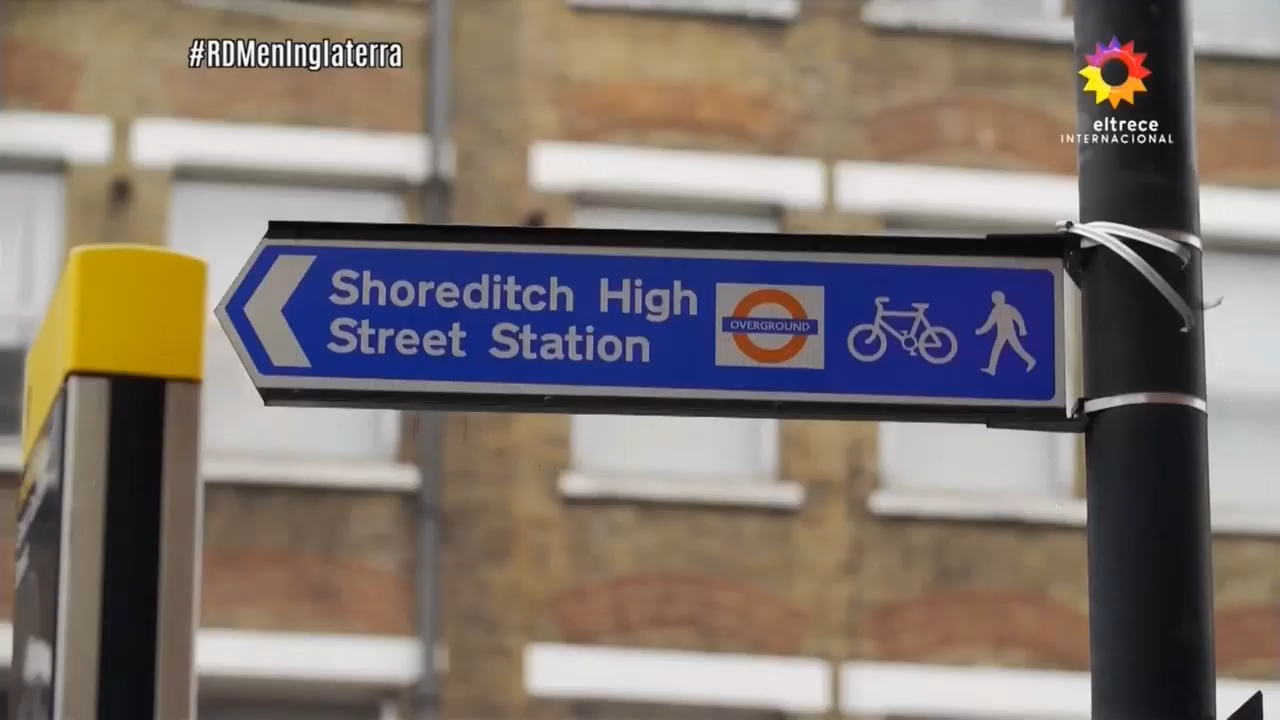 #RDMenInglaterra
eltrece
INTERNACIONAL
Shoreditch High
Street Station
OVERGROUND